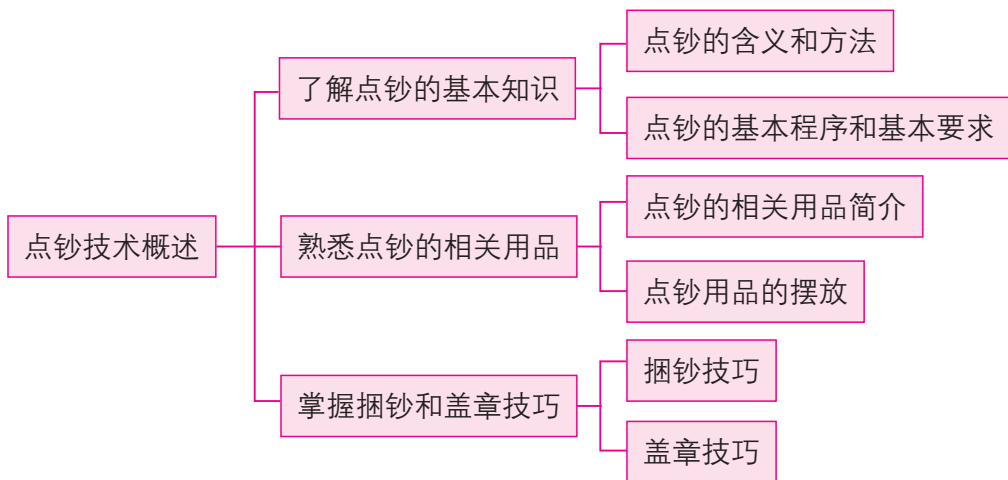 点钞技术概述
了解点钞的基本知识
点钞的含义和方法
点钞的基本程序和基本要求
熟悉点钞的相关用品
点钞的相关用品简介
点钞用品的摆放
掌握捆钞和盖章技巧
捆钞技巧
盖章技巧